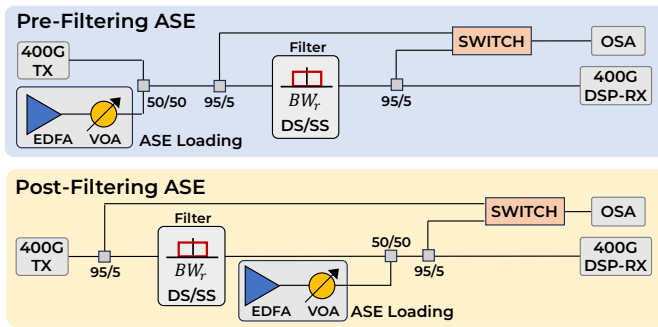 Pre-Filtering ASE
400G
TX
EDFA
VOA
ASE Loading
50/50
95/5
Filter
BWr
DS/SS
95/5
SWITCH
OSA
400G
DSP-RX
Post-Filtering ASE
400G
TX
95/5
Filter
BWr
DS/SS
EDFA
VOA
ASE Loading
50/50
95/5
SWITCH
OSA
400G
DSP-RX